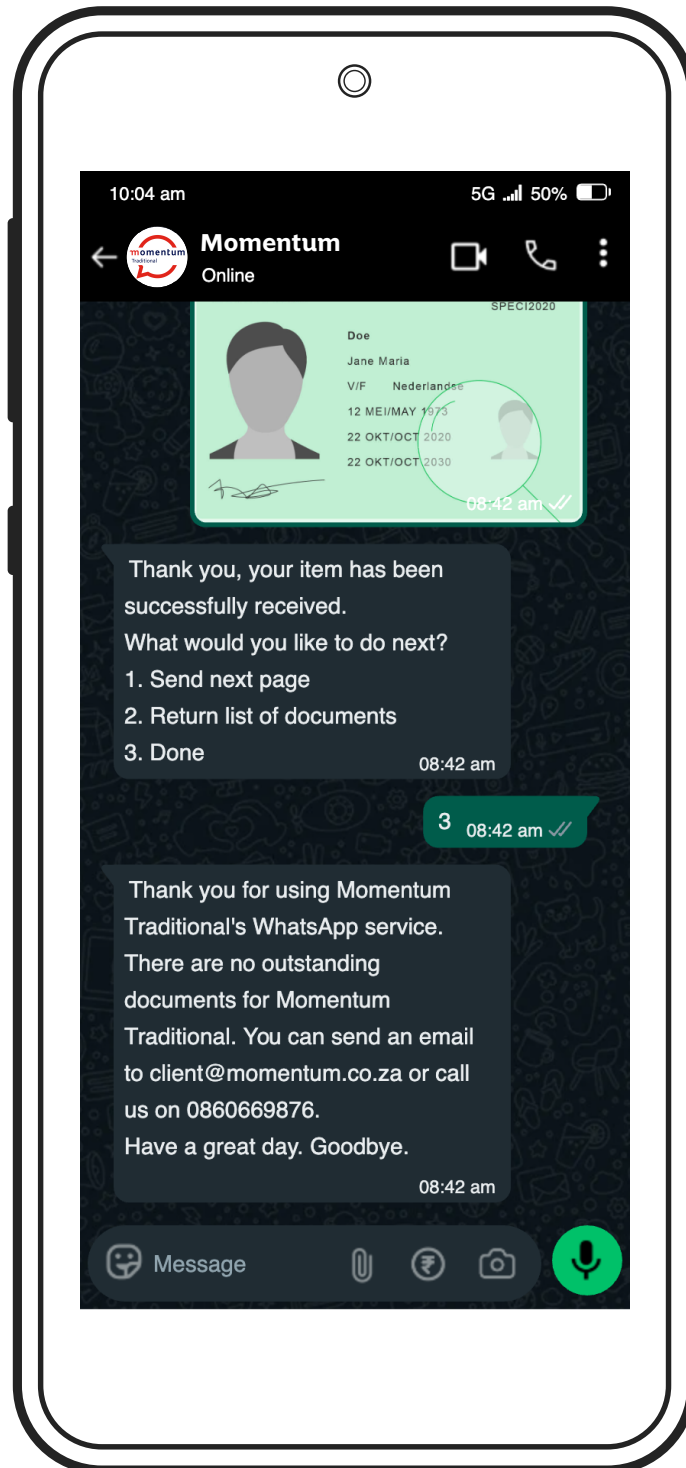 10:04 am 5G 50%
momentum
Traditional
Momentum
Online
SPECI2020
Doe
Jane Maria
V/F Nederlandse
12 MEI/MAY 1973
22 OKT/OCT 2020
22 OKT/OCT 2030
08:42 am
Thank you, your item has been
successfully received.
What would you like to do next?
1. Send next page
2. Return list of documents
3. Done
08:42 am
3 08:42 am
Thank you for using Momentum
Traditional's WhatsApp service.
There are no outstanding
documents for Momentum
Traditional. You can send an email
to client@momentum.co.za or call
us on 0860669876.
Have a great day. Goodbye.
08:42 am
Message ₹